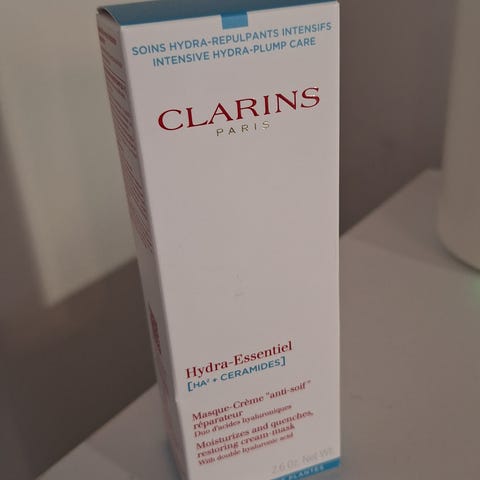 SOINS HYDRA-REPULPANTS INTENSIFS
INTENSIVE HYDRA-PLUMP CARE
CLARINS
PARIS
Hydra-Essentiel
[HA² + CERAMIDES]
Masque-Crème "anti-soif"
réparateur
Duo d'acides hyaluroniques
Moisturizes and quenches,
restoring cream-mask
With double hyaluronic acid
2.6 Oz. Net Wt.
PLANTES